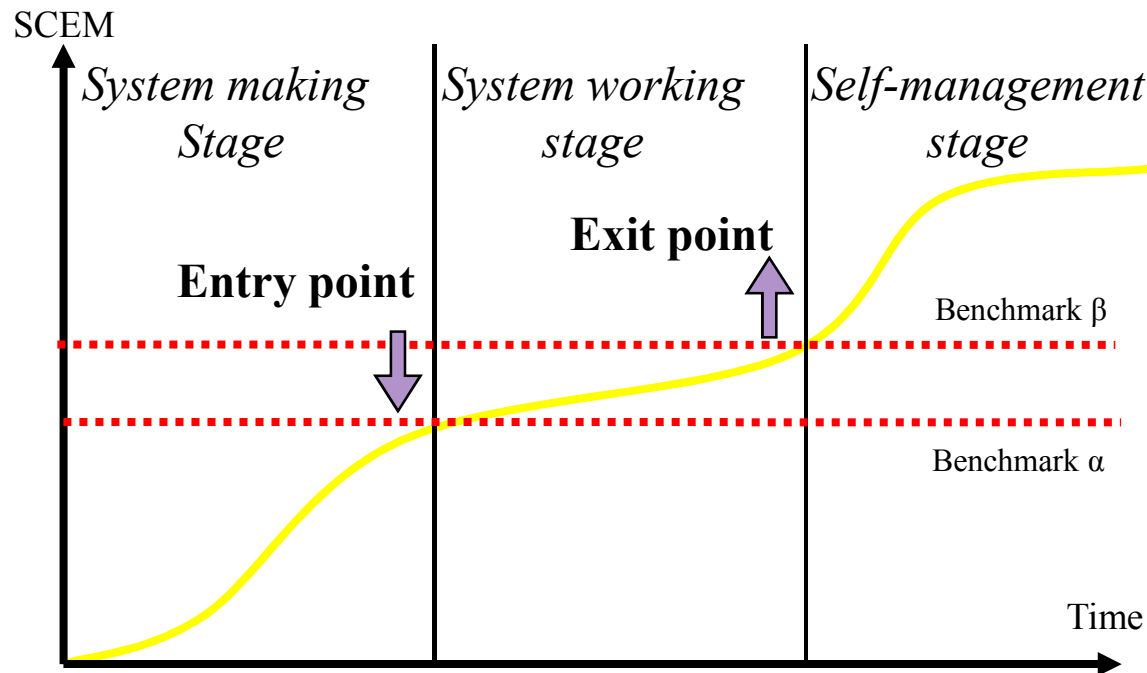 SCEM
System making
Stage
System working
stage
Self-management
stage
Exit point
Entry point
Benchmark β
Benchmark α
Time